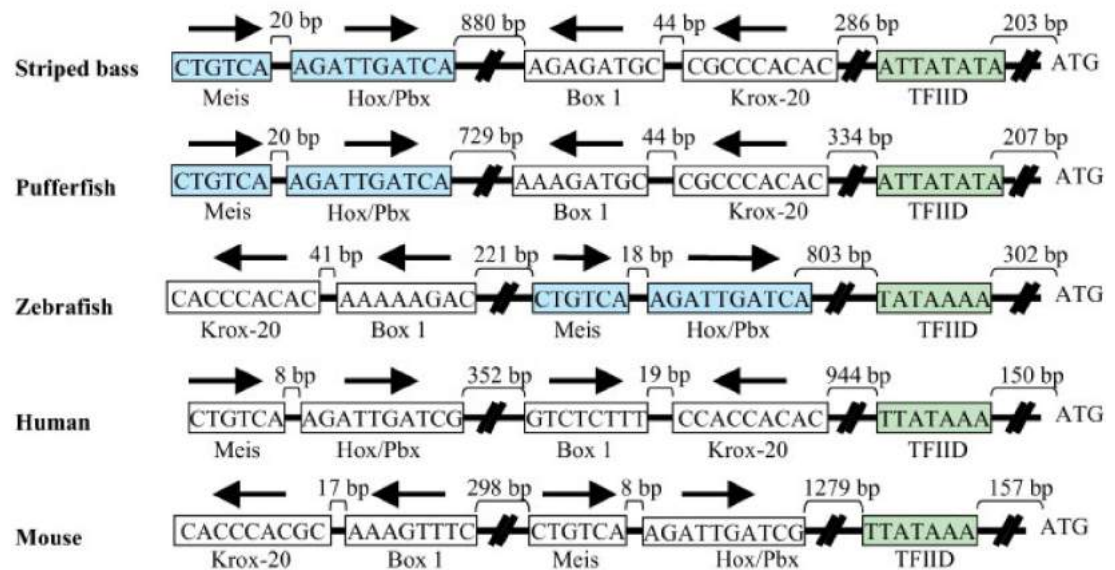 20 bp 880 bp 44 bp 286 bp 203 bp
Striped bass CTGTCA AGATTGATCA AGAGATGC CGCCCACAC ATTATATA ATG
Meis Hox/Pbx Box 1 Krox-20 TFIID
20 bp 729 bp 44 bp 334 bp 207 bp
Pufferfish CTGTCA AGATTGATCA AAAGATGC CGCCCACAC ATTATATA ATG
Meis Hox/Pbx Box 1 Krox-20 TFIID
41 bp 221 bp 18 bp 803 bp 302 bp
Zebrafish CACCCACAC AAAAAGAC CTGTCA AGATTGATCA TATAAAA ATG
Krox-20 Box 1 Meis Hox/Pbx TFIID
8 bp 352 bp 19 bp 944 bp 150 bp
Human CTGTCA AGATTGATCG GTCTCTTT CCACCACAC TTATAAA ATG
Meis Hox/Pbx Box 1 Krox-20 TFIID
17 bp 298 bp 8 bp 1279 bp 157 bp
Mouse CACCCACGC AAAGTTTC CTGTCA AGATTGATCG TTATAAA ATG
Krox-20 Box 1 Meis Hox/Pbx TFIID